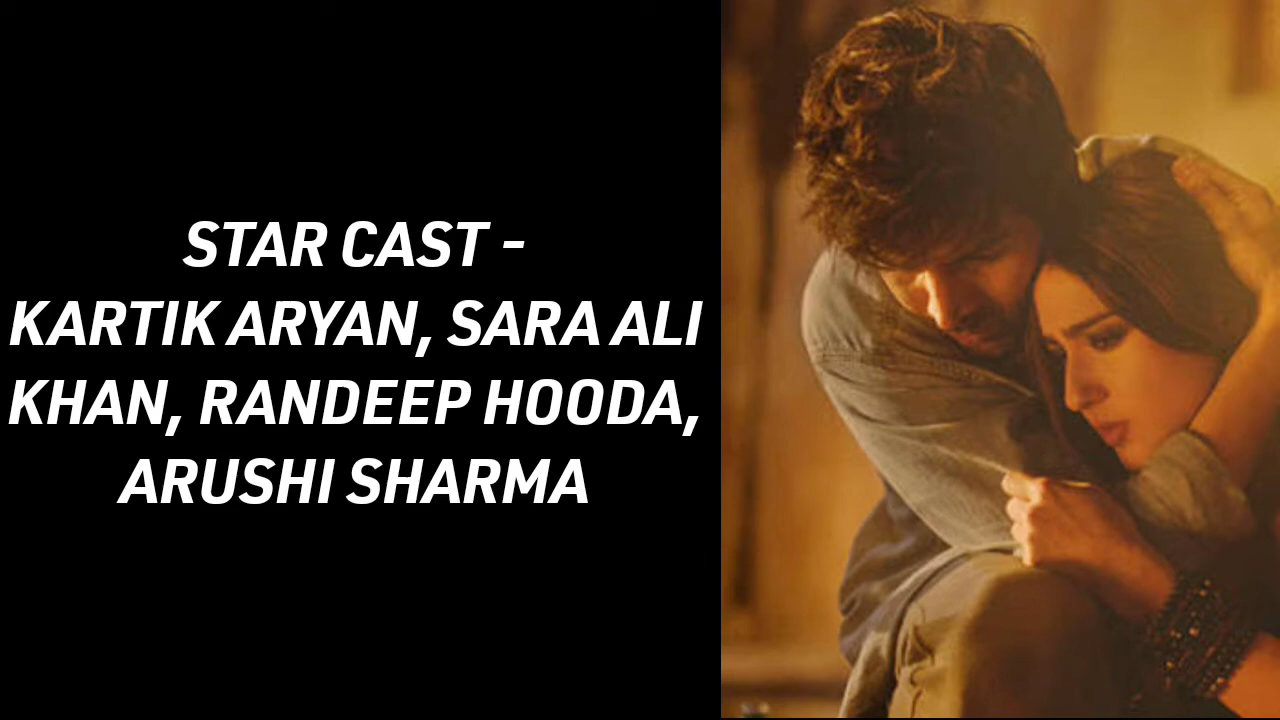 STAR CAST -
KARTIK ARYAN, SARA ALI
KHAN, RANDEEP HOODA,
ARUSHI SHARMA